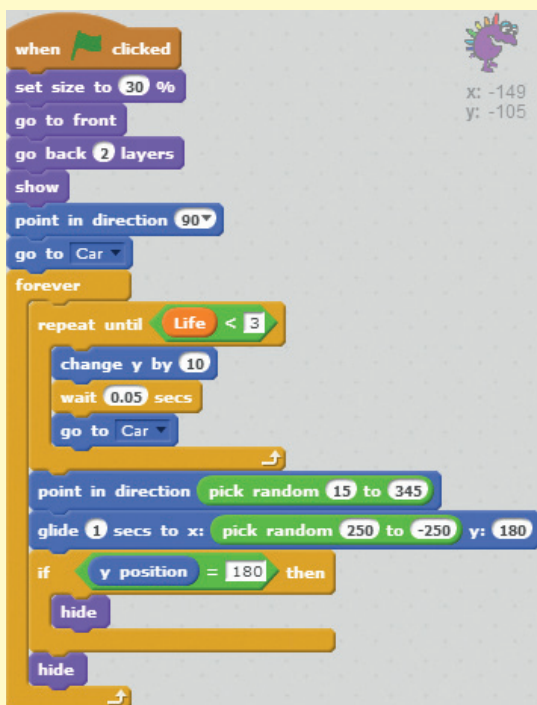 when clicked
set size to 30 %
go to front
go back 2 layers
show
point in direction 90
go to Car
forever
repeat until Life < 3
change y by 10
wait 0.05 secs
go to Car
point in direction pick random 15 to 345
glide 1 secs to x: pick random 250 to -250 y: 180
if y position = 180 then
hide
hide
x: -149
y: -105